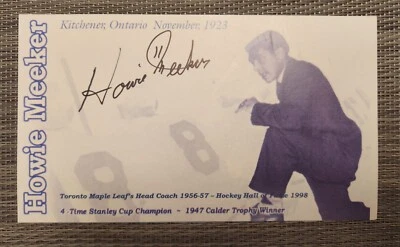 Howie Meeker
Kitchener, Ontario November, 1923
Howie Meeker
98
Toronto Maple Leaf's Head Coach 1956-57 - Hockey Hall of Fame 1998
4 Time Stanley Cup Champion ~ 1947 Calder Trophy Winner